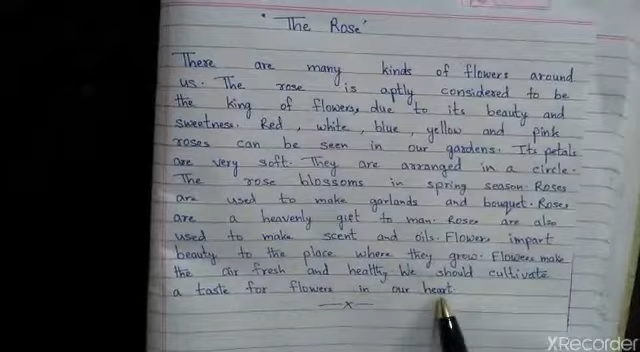 'The Rose'
There are many kinds of flowers around
us. The rose is aptly considered to be
the king of flowers, due to its beauty and
sweetness. Red, white, blue, yellow and pink
roses can be seen in our gardens. Its petals
are very soft. They are arranged in a circle.
The rose blossoms in spring season. Roses
are used to make garlands and bouquet. Roses
are a heavenly gift to man. Roses are also
used to make scent and oils. Flowers impart
beauty to the place where they grow. Flowers make
the air fresh and healthy. We should cultivate
a taste for flowers in our heart.
—x—
XRecorder